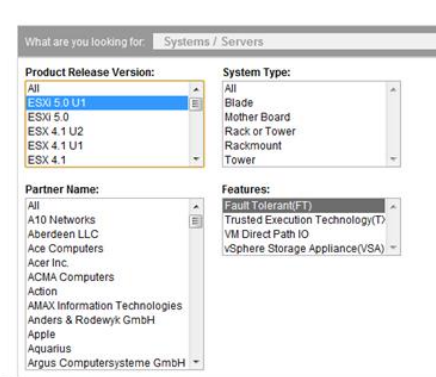 What are you looking for: Systems / Servers
Product Release Version:
All
ESXi 5.0 U1
ESXi 5.0
ESX 4.1 U2
ESX 4.1 U1
ESX 4.1
System Type:
All
Blade
Mother Board
Rack or Tower
Rackmount
Tower
Partner Name:
All
A10 Networks
Aberdeen LLC
Ace Computers
Acer Inc.
ACMA Computers
Action
AMAX Information Technologies
Anders & Rodewyk GmbH
Apple
Aquarius
Argus Computersysteme GmbH
Features:
Fault Tolerant(FT)
Trusted Execution Technology(T
VM Direct Path IO
vSphere Storage Appliance(VSA)